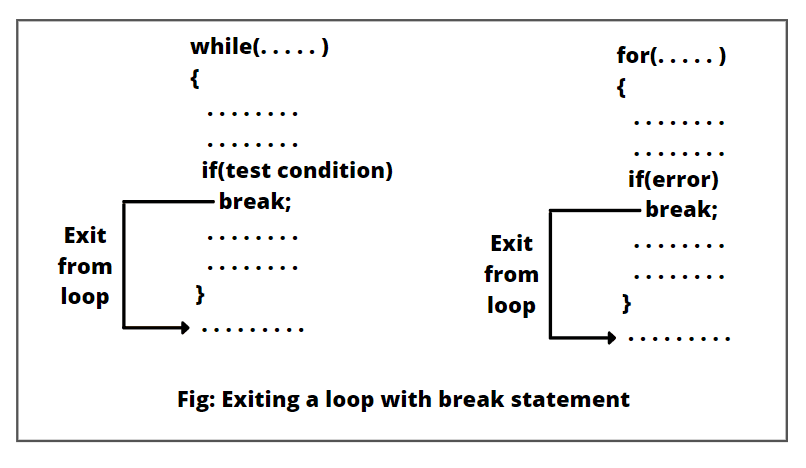 while(. . . . . )
{
. . . . . . . .
. . . . . . . .
if(test condition)
break;
. . . . . . . .
. . . . . . . .
}
. . . . . . . . .
Exit
from
loop
for(. . . . . )
{
. . . . . . . .
. . . . . . . .
if(error)
break;
. . . . . . . .
. . . . . . . .
}
. . . . . . . . .
Exit
from
loop
Fig: Exiting a loop with break statement